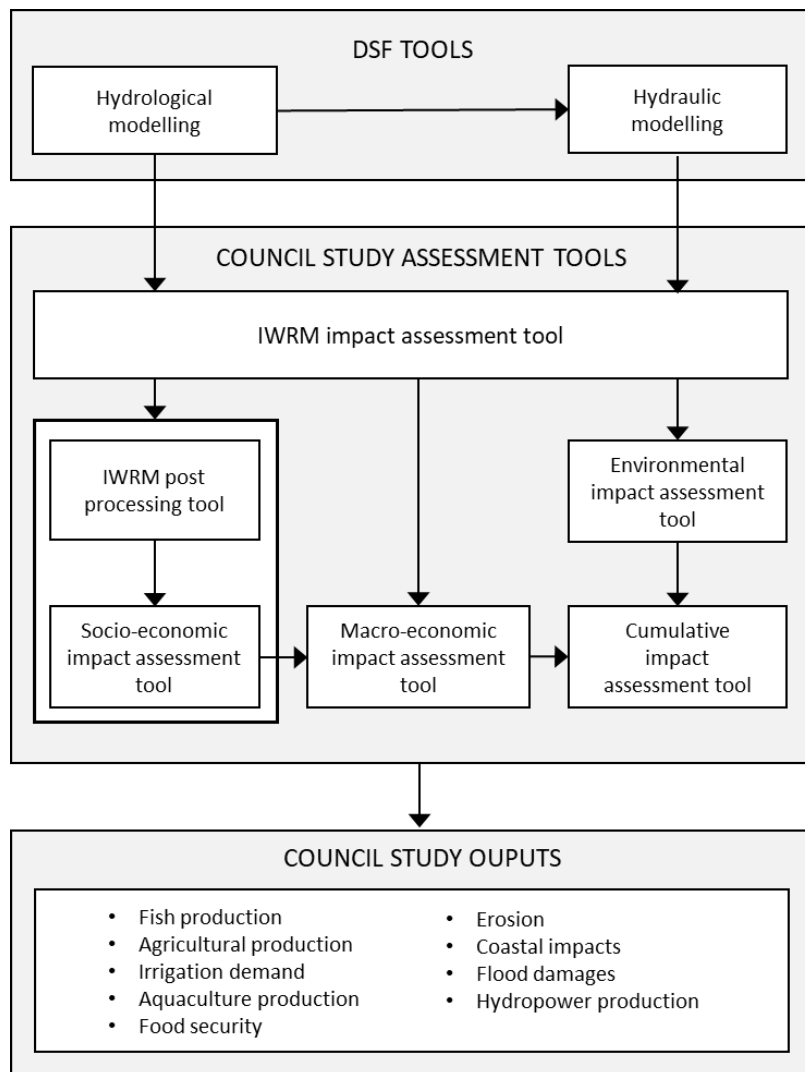 DSF TOOLS
Hydrological
modelling
Hydraulic
modelling
COUNCIL STUDY ASSESSMENT TOOLS
IWRM impact assessment tool
IWRM post
processing tool
Environmental
impact assessment
tool
Socio-economic
impact assessment
tool
Macro-economic
impact assessment
tool
Cumulative
impact
assessment tool
COUNCIL STUDY OUPUTS
• Fish production
• Agricultural production
• Irrigation demand
• Aquaculture production
• Food security
• Erosion
• Coastal impacts
• Flood damages
• Hydropower production